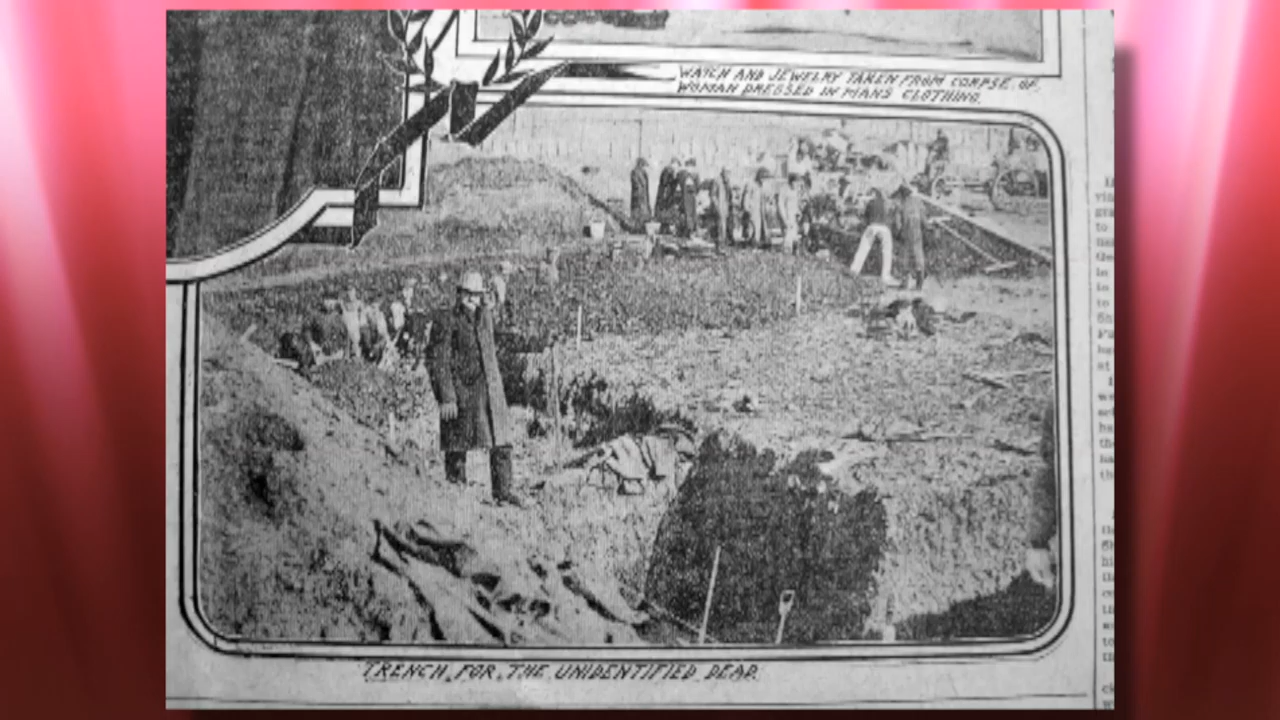 WATCH AND JEWELRY TAKEN FROM CORPSE OF
WOMAN DRESSED IN MANS CLOTHING.
TRENCH FOR THE UNIDENTIFIED DEAD.